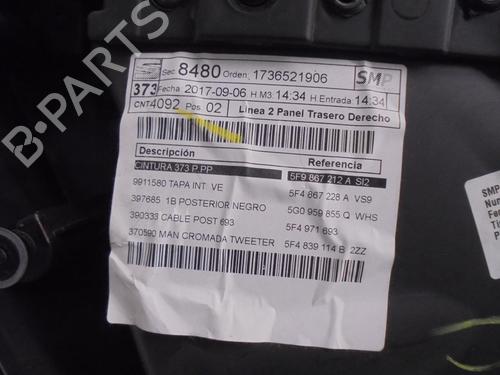 Sec 8480 Orden: 1736521906 SMP
373 Fecha 2017-09-06 H M3: 14:34 H Entrada 14:34
CNT4092 Pos 02 Linea 2 Panel Trasero Derecho
Descripción Referencia
CINTURA 373 P PP 5F9 867 212 A SI2
9911580 TAPA INT. VE 5F4 867 228 A VS9
397685 1B POSTERIOR NEGRO 5G0 959 855 Q WHS
390333 CABLE POST 693 5F4 971 693
370590 MAN CROMADA TWEETER 5F4 839 114 B 2ZZ
SMP
B-PARTS